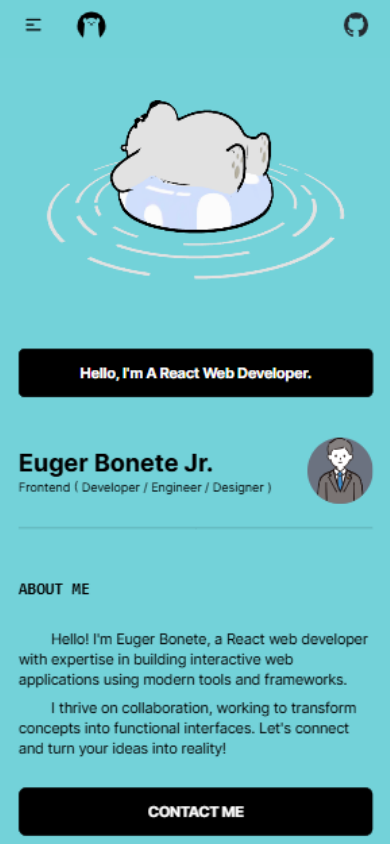 Hello, I'm A React Web Developer.
Euger Bonete Jr.
Frontend ( Developer / Engineer / Designer )
ABOUT ME
Hello! I'm Euger Bonete, a React web developer
with expertise in building interactive web
applications using modern tools and frameworks.
I thrive on collaboration, working to transform
concepts into functional interfaces. Let's connect
and turn your ideas into reality!
CONTACT ME